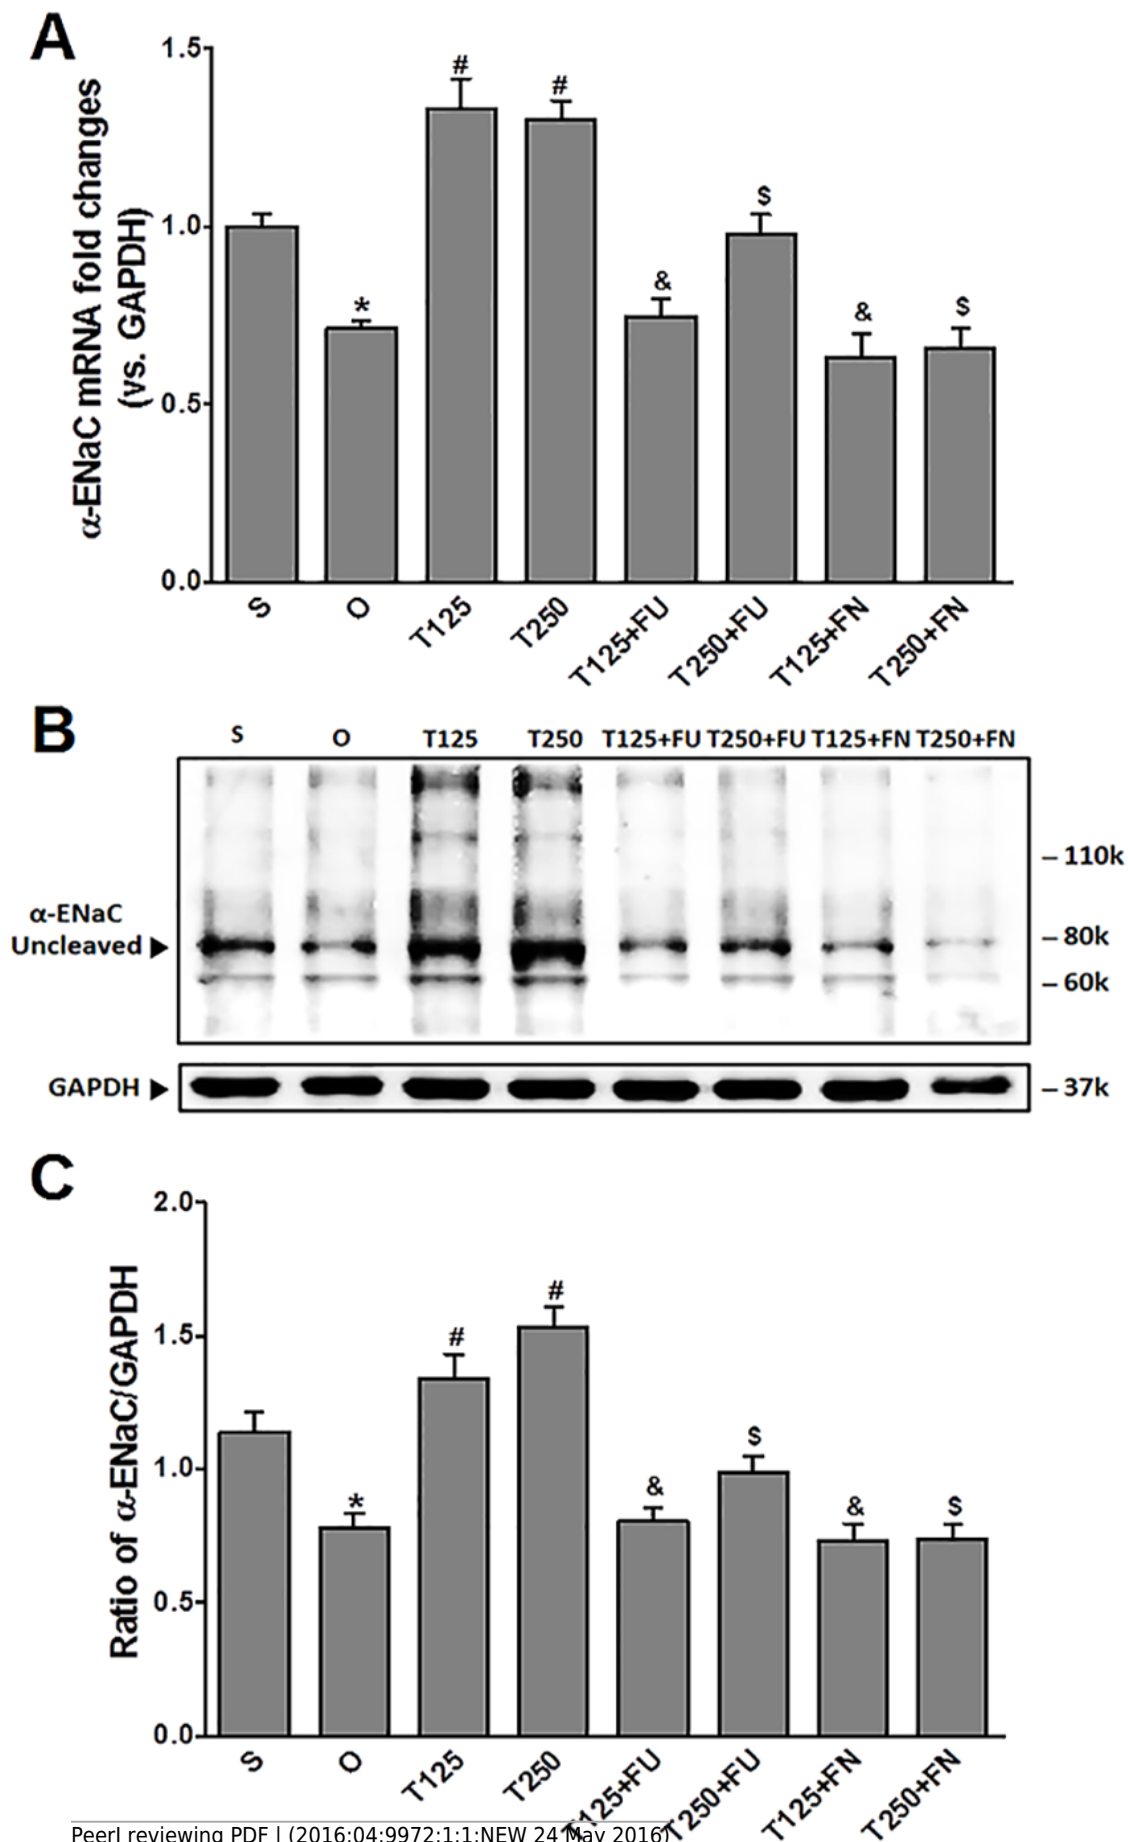 A
α-ENaC mRNA fold changes
(vs. GAPDH)
1.5
1.0
0.5
0.0
#
#
*
&
$
&
$
S
O
T125
T250
T125+FU
T250+FU
T125+FN
T250+FN
B
S O T125 T250 T125+FU T250+FU T125+FN T250+FN
α-ENaC
Uncleaved
– 110k
– 80k
– 60k
GAPDH
– 37k
C
Ratio of α-ENaC/GAPDH
2.0
1.5
1.0
0.5
0.0
*
#
#
&
$
&
$
S
O
T125
T250
T125+FU
T250+FU
T125+FN
T250+FN
PeerJ reviewing PDF | (2016:04:9972:1:1:NEW 24 May 2016)